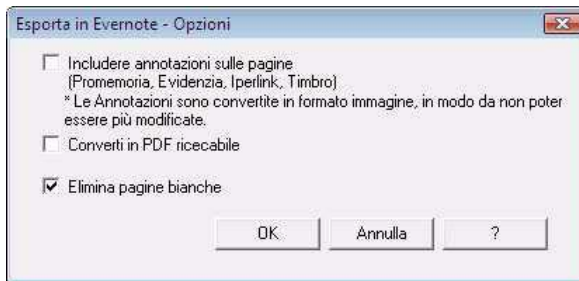 Esporta in Evernote - Opzioni
Includere annotazioni sulle pagine
(Promemoria, Evidenzia, Iperlink, Timbro)
* Le Annotazioni sono convertite in formato immagine, in modo da non poter
essere più modificate.
Converti in PDF ricecabile
Elimina pagine bianche
OK Annulla ?